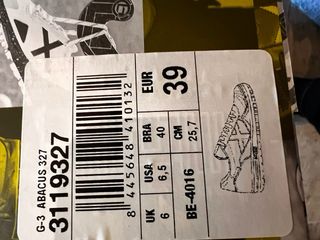 G-3 ABACUS 327
3119327
8 445648 410132
EUR 39
BRA 40
CM 25,7
USA 6,5
UK 6
BE-4016